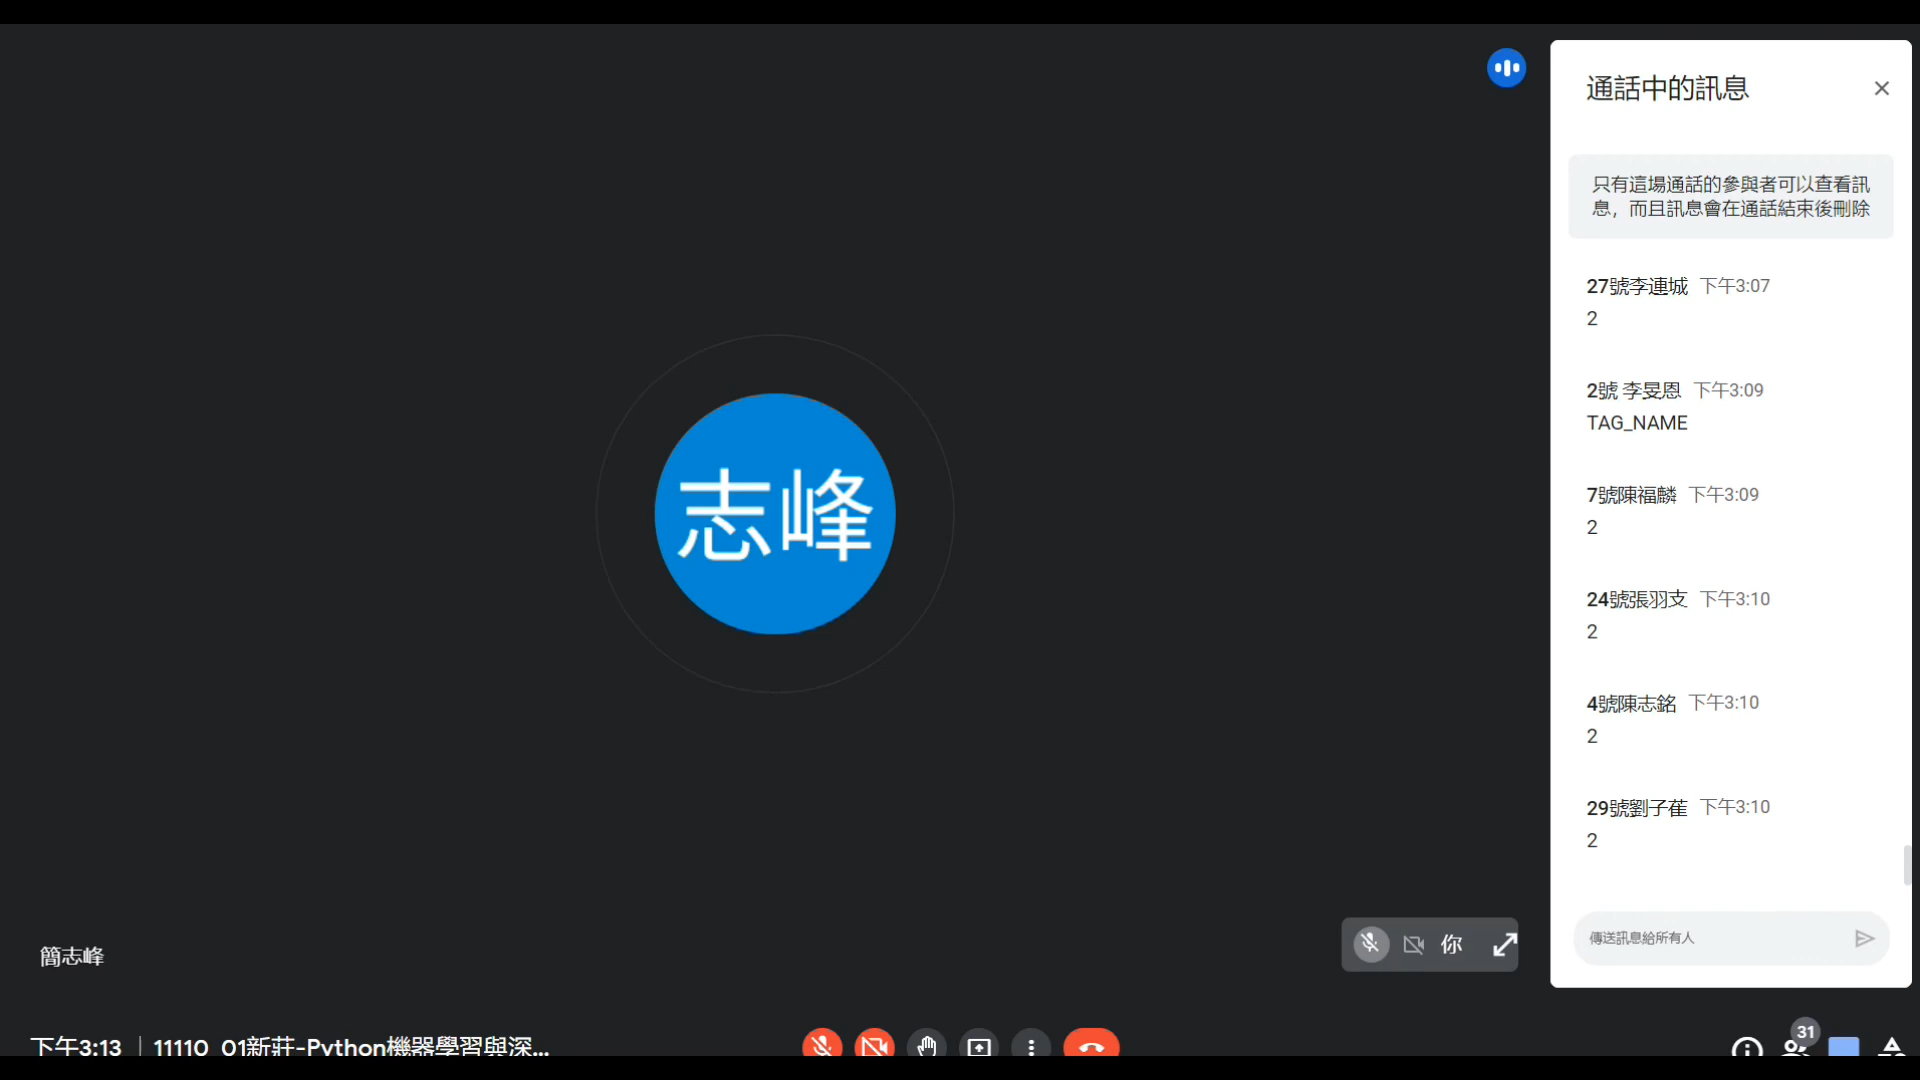 通話中的訊息
只有這場通話的參與者可以查看訊
息，而且訊息會在通話結束後刪除
27號李連城 下午3:07
2
2號 李旻恩 下午3:09
TAG_NAME
7號陳福麟 下午3:09
2
24號張羽支 下午3:10
2
4號陳志銘 下午3:10
2
29號劉子萑 下午3:10
2
傳送訊息給所有人
志峰
簡志峰
你
下午3:13 | 11110_01新莊-Python機器學習與深...
31